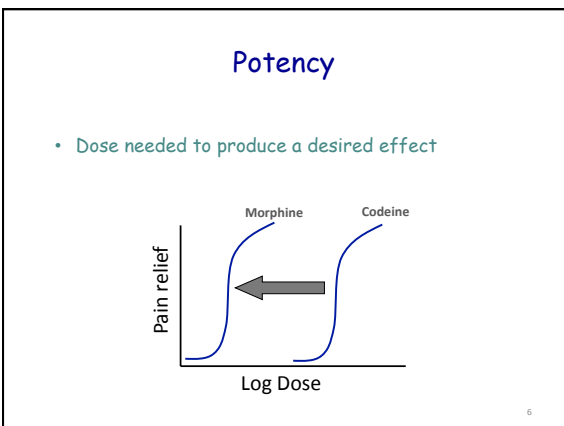 Potency
• Dose needed to produce a desired effect
Morphine
Codeine
Pain relief
Log Dose
6